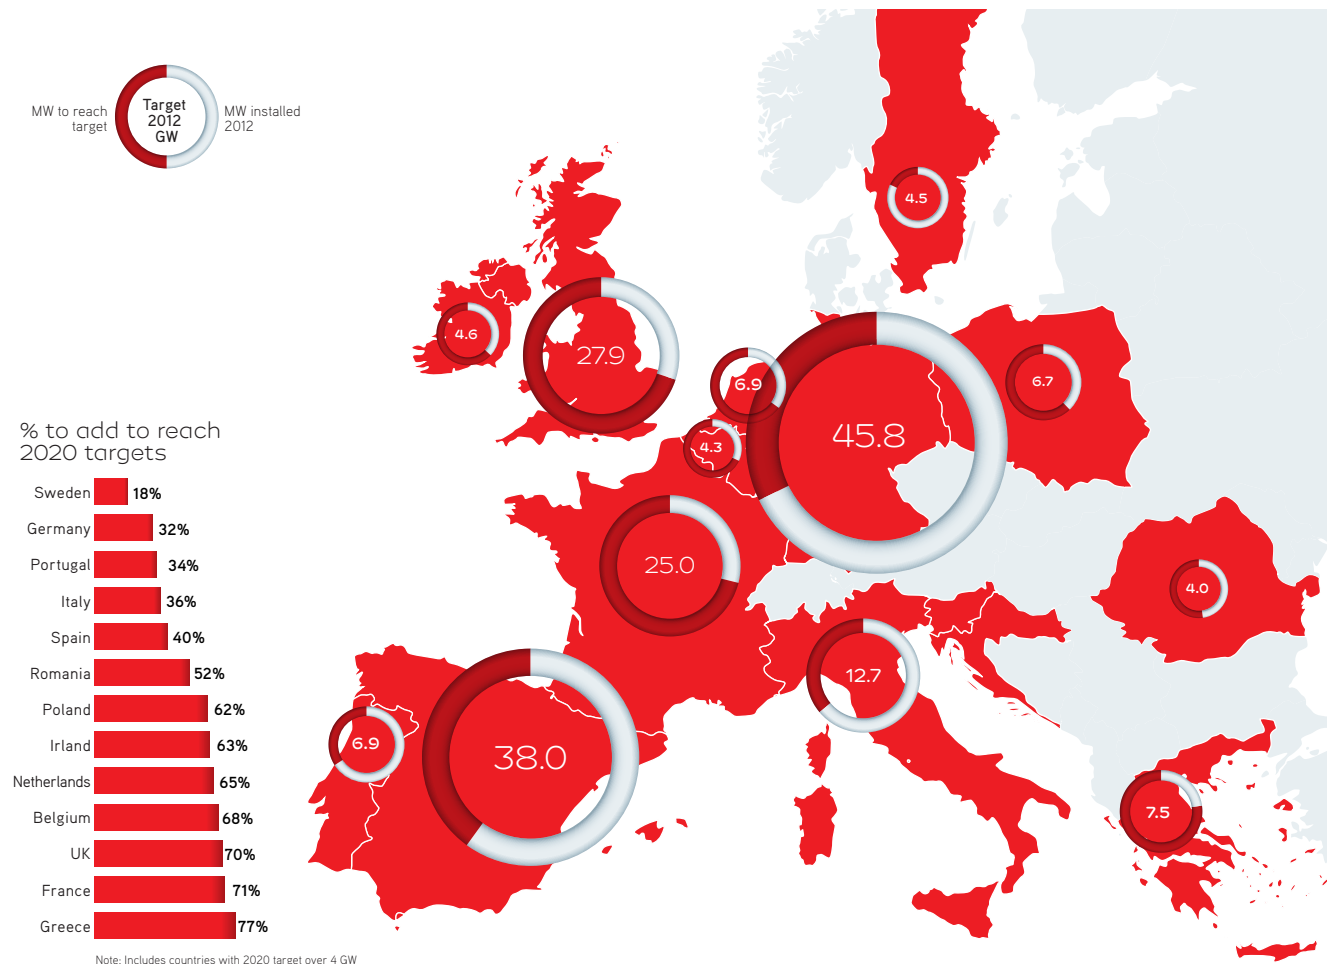 MW to reach
target
Target
2012
GW
MW installed
2012
4.5
4.6
27.9
6.9
45.8
6.7
4.3
25.0
4.0
12.7
6.9
38.0
7.5
% to add to reach
2020 targets
Sweden 18%
Germany 32%
Portugal 34%
Italy 36%
Spain 40%
Romania 52%
Poland 62%
Irland 63%
Netherlands 65%
Belgium 68%
UK 70%
France 71%
Greece 77%
Note: Includes countries with 2020 target over 4 GW